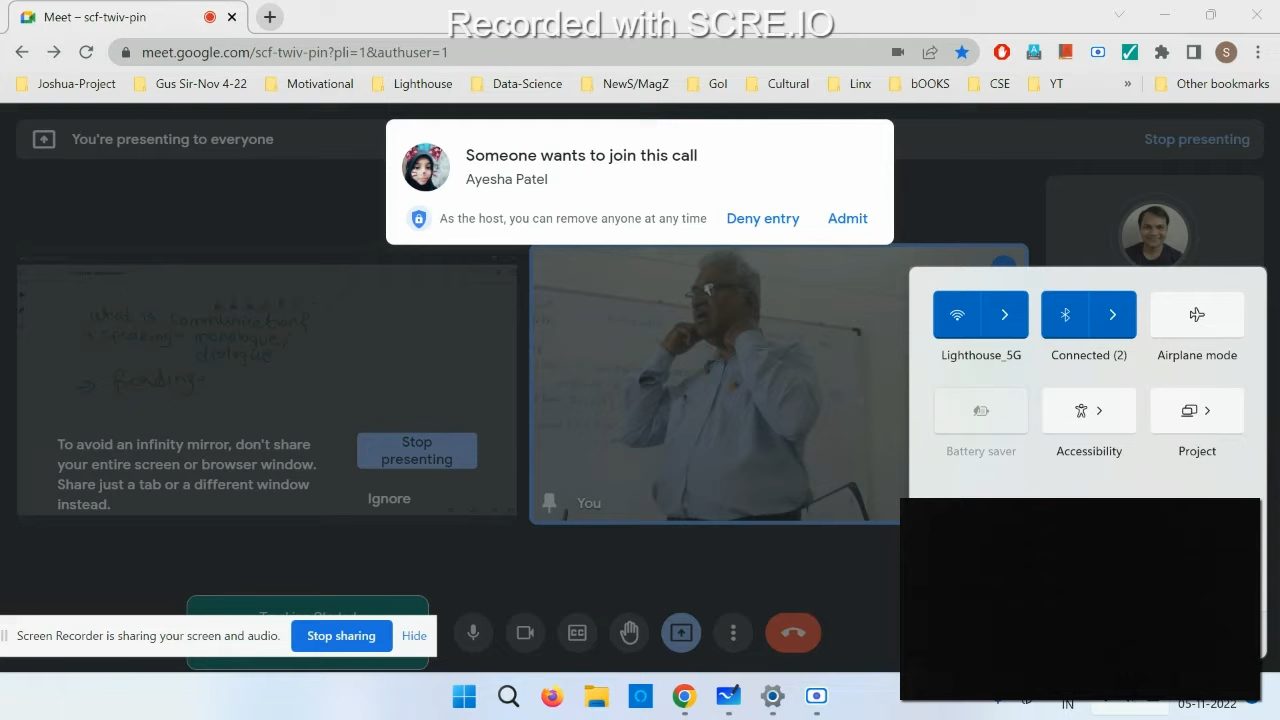 Meet – scf-twiv-pin
Recorded with SCRE.IO
meet.google.com/scf-twiv-pin?pli=1&authuser=1
S
Joshua-Project
Gus Sir-Nov 4-22
Motivational
Lighthouse
Data-Science
NewS/MagZ
GoI
Cultural
Linx
bOOKS
CSE
YT
»
Other bookmarks
You're presenting to everyone
Stop presenting
Someone wants to join this call
Ayesha Patel
As the host, you can remove anyone at any time
Deny entry
Admit
what is communication?
speaking- monologue,
dialogue
⇒ Reading-
To avoid an infinity mirror, don't share
your entire screen or browser window.
Share just a tab or a different window
instead.
Stop
presenting
Ignore
You
Lighthouse_5G
Connected (2)
Airplane mode
Battery saver
Accessibility
Project
Screen Recorder is sharing your screen and audio.
Stop sharing
Hide
CC
IN
05-11-2022